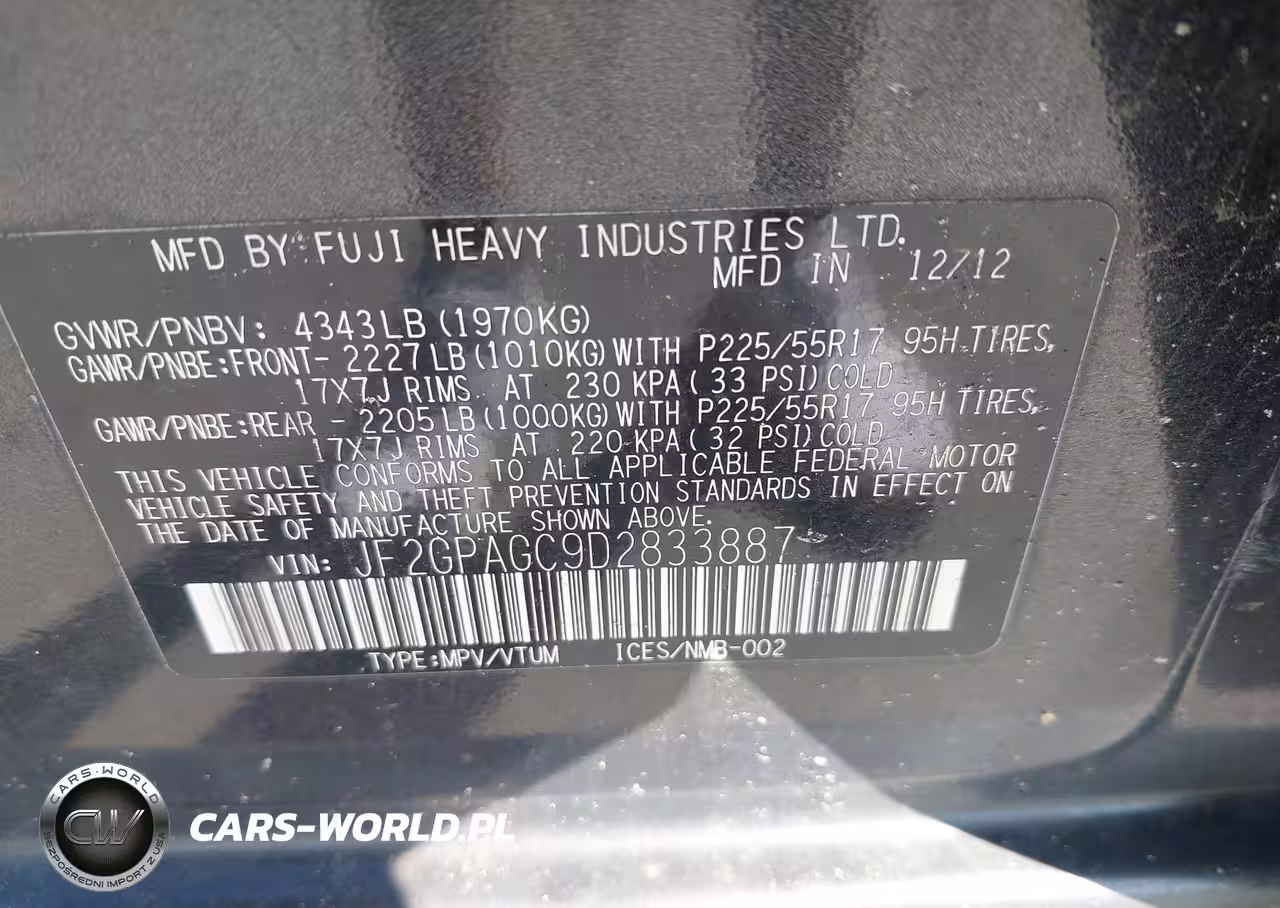 MFD BY FUJI HEAVY INDUSTRIES LTD.
MFD IN 12/12
GVWR/PNBV: 4343LB (1970KG)
GAWR/PNBE:FRONT- 2227LB (1010KG) WITH P225/55R17 95H TIRES,
17X7J RIMS AT 230 KPA ( 33 PSI) COLD
GAWR/PNBE:REAR - 2205LB (1000KG) WITH P225/55R17 95H TIRES,
17X7J RIMS AT 220 KPA ( 32 PSI) COLD
THIS VEHICLE CONFORMS TO ALL APPLICABLE FEDERAL MOTOR
VEHICLE SAFETY AND THEFT PREVENTION STANDARDS IN EFFECT ON
THE DATE OF MANUFACTURE SHOWN ABOVE.
VIN: JF2GPAGC9D2833887
TYPE:MPV/VTUM ICES/NMB-002
CARS-WORLD
CW
BEZPOŚREDNI IMPORT Z USA
CARS-WORLD.PL